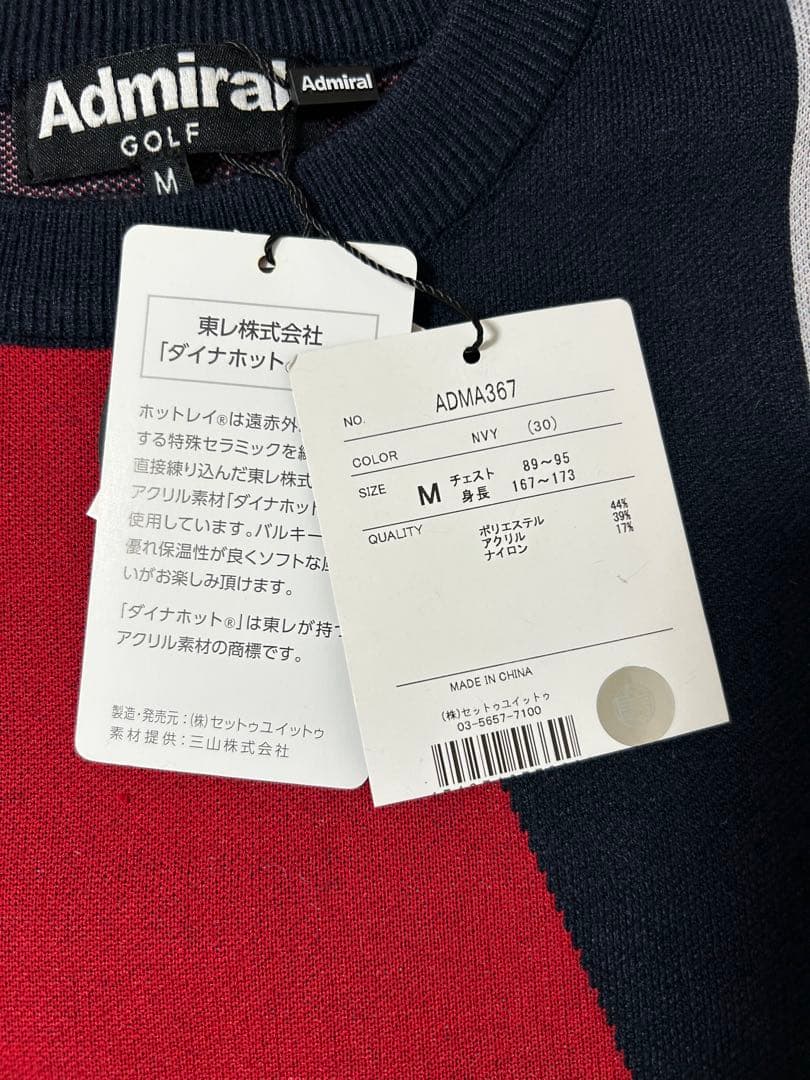 Admiral
GOLF
M
Admiral
東レ株式会社
「ダイナホット®
ホットレイ®は遠赤外
する特殊セラミックを
直接練り込んだ東レ株式
アクリル素材「ダイナホット
使用しています。バルキー
優れ保温性が良くソフトな
いがお楽しみ頂けます。
「ダイナホット®」は東レが持つ
アクリル素材の商標です。
製造・発売元:(株)セットゥユイットゥ
素材提供:三山株式会社
NO. ADMA367
COLOR NVY (30)
SIZE M チェスト 89～95
身長 167～173
QUALITY ポリエステル 44%
アクリル 39%
ナイロン 17%
MADE IN CHINA
(株)セットゥユイットゥ
03-5657-7100